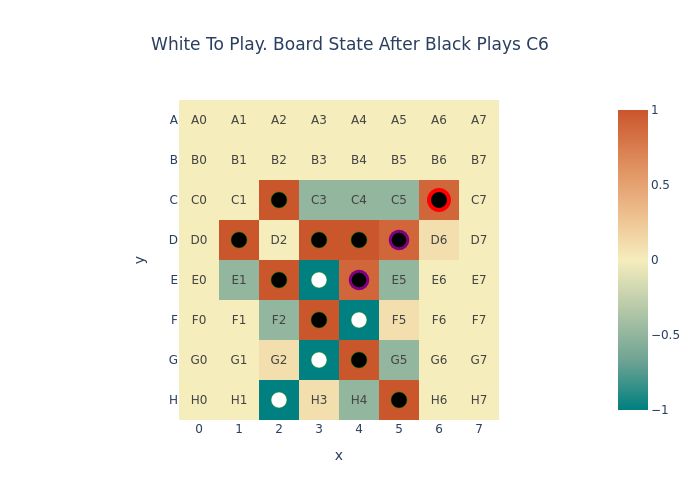 White To Play. Board State After Black Plays C6
A A0 A1 A2 A3 A4 A5 A6 A7
B B0 B1 B2 B3 B4 B5 B6 B7
C C0 C1 C3 C4 C5 C7
D D0 D2 D6 D7
E E0 E1 E5 E6 E7
F F0 F1 F2 F5 F6 F7
G G0 G1 G2 G5 G6 G7
H H0 H1 H3 H4 H6 H7
0 1 2 3 4 5 6 7
x
y
1
0.5
0
−0.5
−1